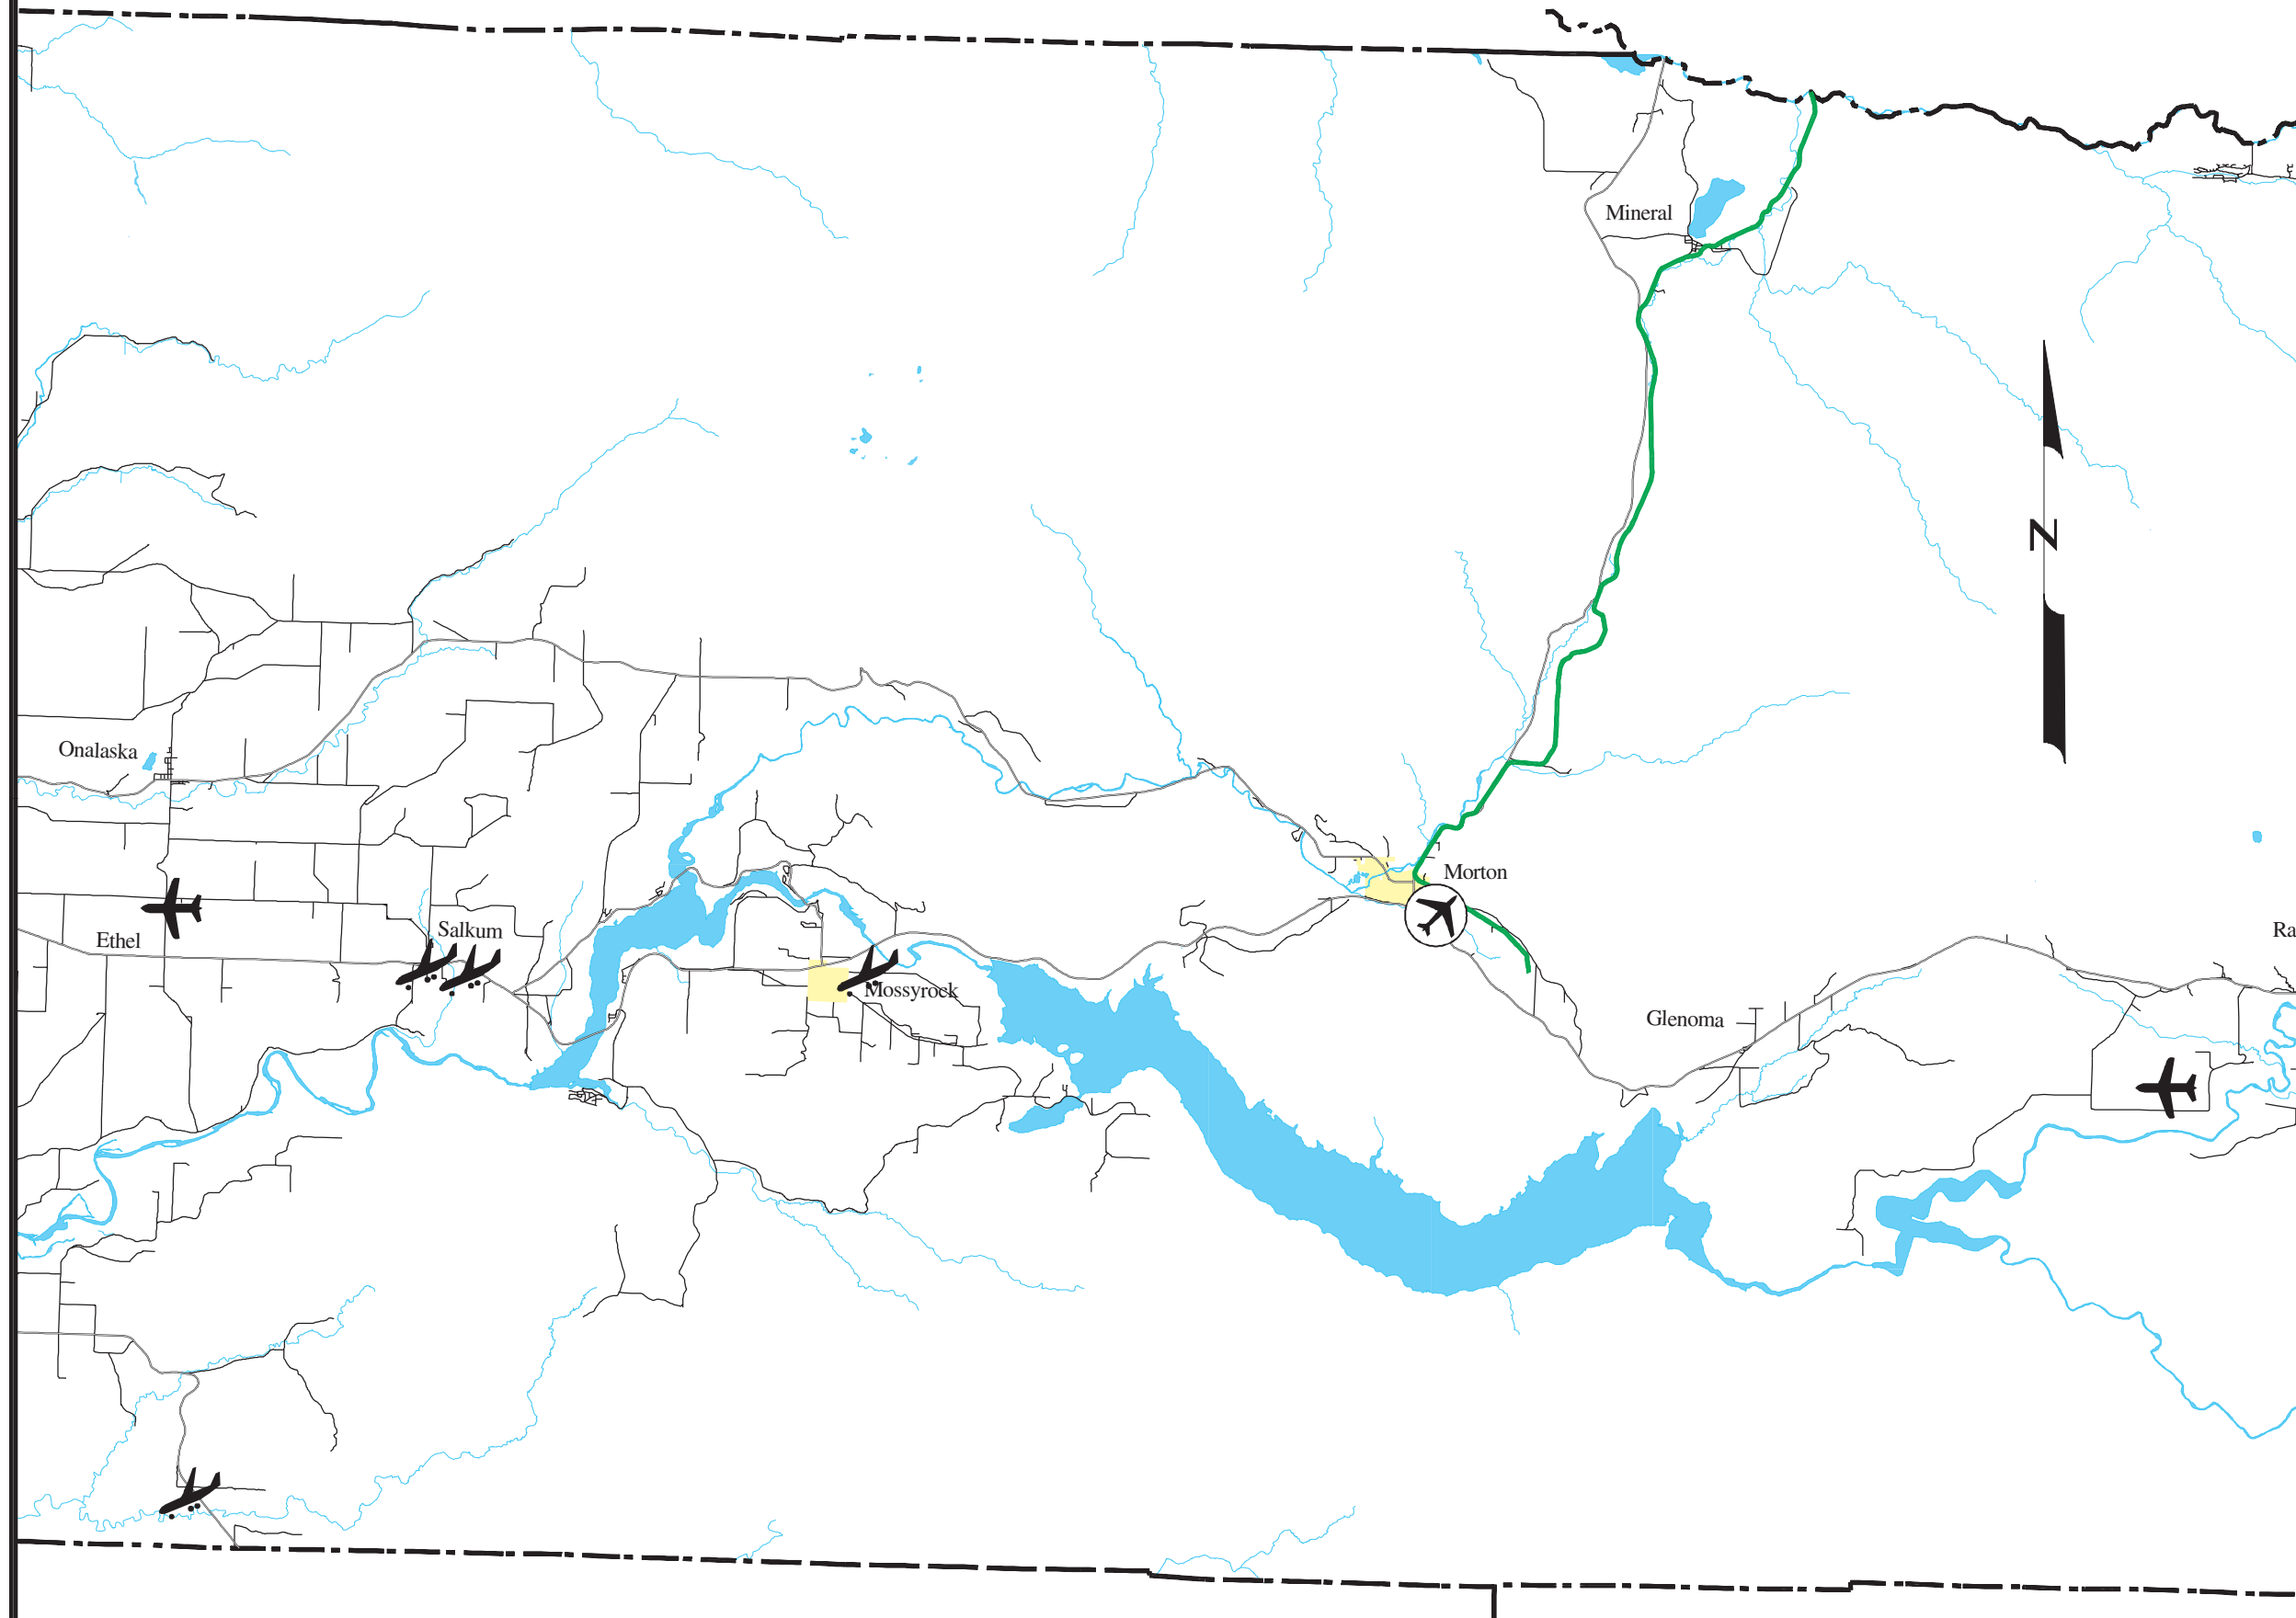 Mineral
N
Onalaska
Morton
Ethel
Salkum
Ra
Mossyrock
Glenoma